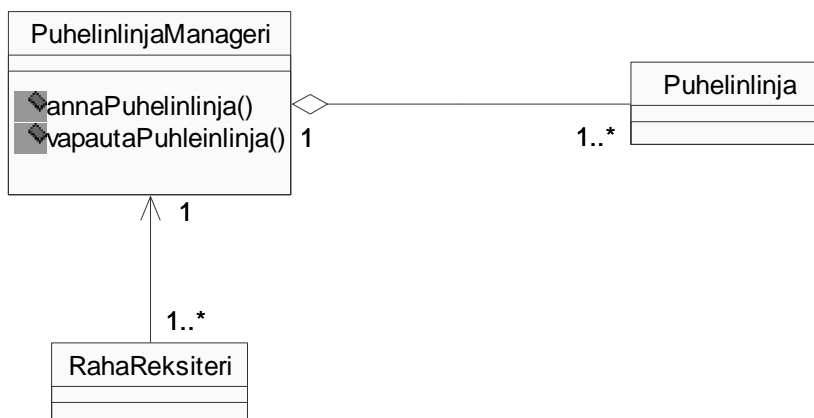 PuhelinlinjaManageri
annaPuhelinlinja()
vapautaPuhleinlinja()
1
1..*
Puhelinlinja
1
1..*
RahaReksiteri